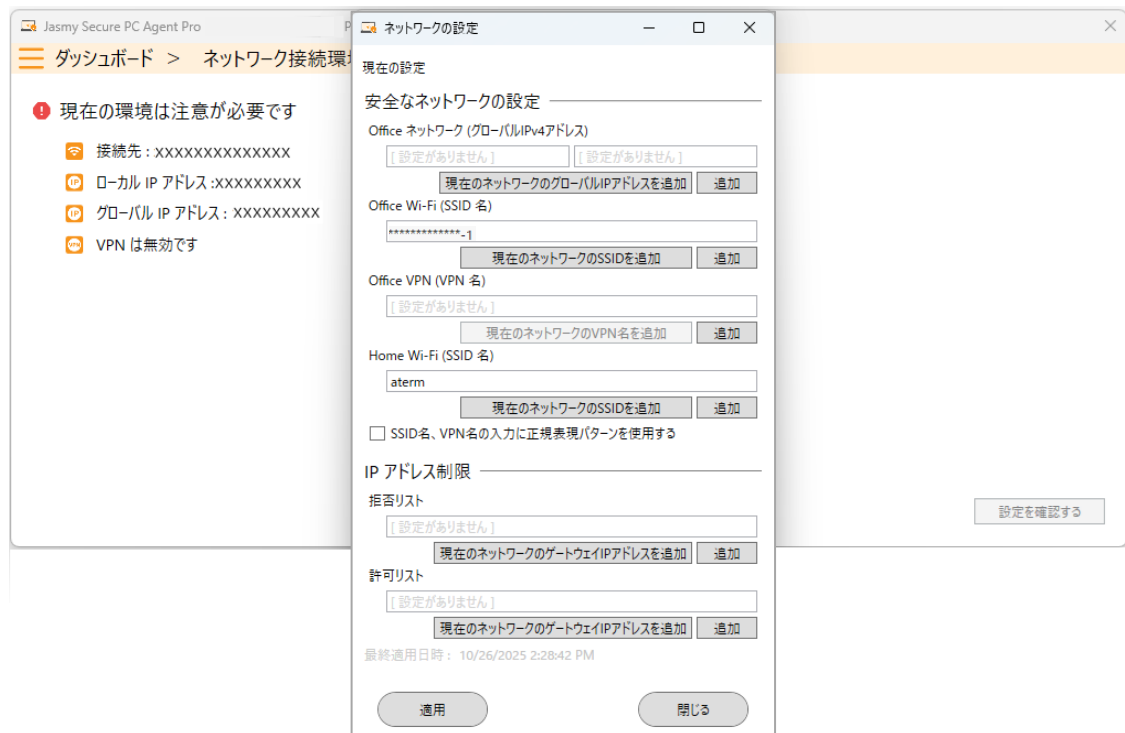 Jasmy Secure PC Agent Pro
P
ダッシュボード > ネットワーク接続環
現在の環境は注意が必要です
接続先 : XXXXXXXXXXXXXX
IP ローカル IP アドレス :XXXXXXXXX
IP グローバル IP アドレス : XXXXXXXXX
VPN VPN は無効です
設定を確認する
ネットワークの設定
現在の設定
安全なネットワークの設定
Office ネットワーク (グローバルIPv4アドレス)
[ 設定がありません ] [ 設定がありません ]
現在のネットワークのグローバルIPアドレスを追加 追加
Office Wi-Fi (SSID 名)
*************-1
現在のネットワークのSSIDを追加 追加
Office VPN (VPN 名)
[ 設定がありません ]
現在のネットワークのVPN名を追加 追加
Home Wi-Fi (SSID 名)
aterm
現在のネットワークのSSIDを追加 追加
SSID名、VPN名の入力に正規表現パターンを使用する
IP アドレス制限
拒否リスト
[ 設定がありません ]
現在のネットワークのゲートウェイIPアドレスを追加 追加
許可リスト
[ 設定がありません ]
現在のネットワークのゲートウェイIPアドレスを追加 追加
最終適用日時 : 10/26/2025 2:28:42 PM
適用 閉じる